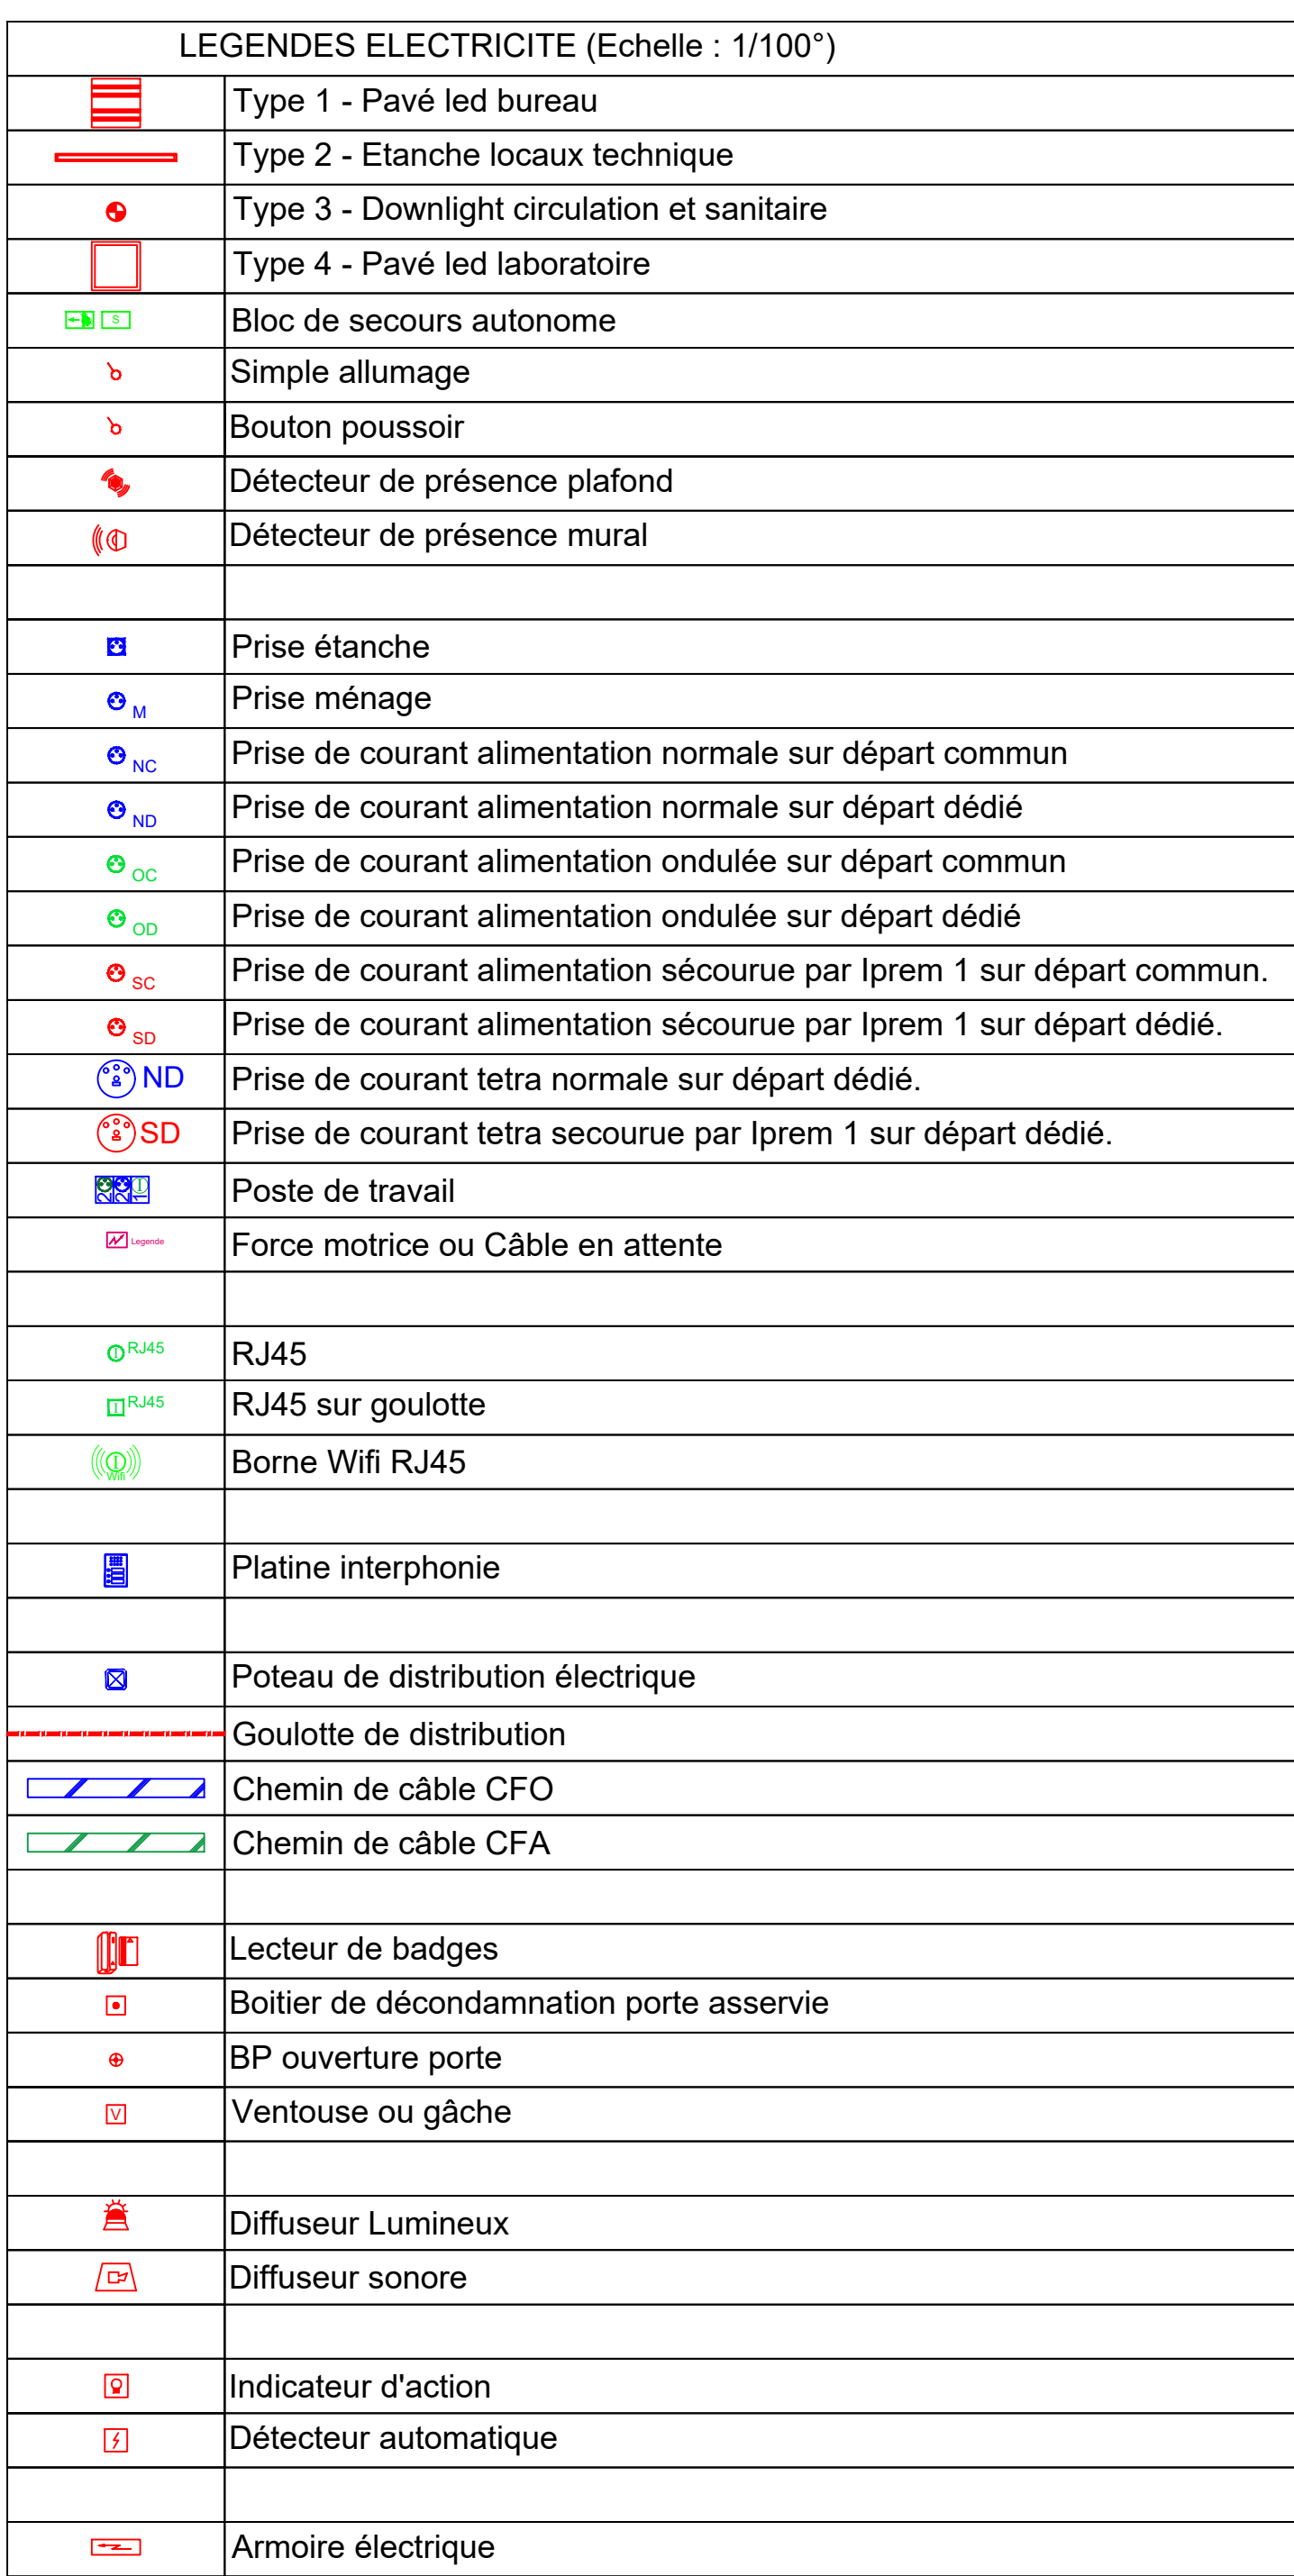 LEGENDES ELECTRICITE (Echelle : 1/100°)
Type 1 - Pavé led bureau
Type 2 - Etanche locaux technique
Type 3 - Downlight circulation et sanitaire
Type 4 - Pavé led laboratoire
S Bloc de secours autonome
Simple allumage
Bouton poussoir
Détecteur de présence plafond
Détecteur de présence mural
Prise étanche
M Prise ménage
NC Prise de courant alimentation normale sur départ commun
ND Prise de courant alimentation normale sur départ dédié
OC Prise de courant alimentation ondulée sur départ commun
OD Prise de courant alimentation ondulée sur départ dédié
SC Prise de courant alimentation sécourue par Iprem 1 sur départ commun.
SD Prise de courant alimentation sécourue par Iprem 1 sur départ dédié.
ND Prise de courant tetra normale sur départ dédié.
SD Prise de courant tetra secourue par Iprem 1 sur départ dédié.
2 2 1 Poste de travail
Legende Force motrice ou Câble en attente
RJ45 RJ45
RJ45 RJ45 sur goulotte
Wifi Borne Wifi RJ45
Platine interphonie
Poteau de distribution électrique
Goulotte de distribution
Chemin de câble CFO
Chemin de câble CFA
Lecteur de badges
Boitier de décondamnation porte asservie
BP ouverture porte
V Ventouse ou gâche
Diffuseur Lumineux
Diffuseur sonore
Indicateur d'action
Détecteur automatique
Armoire électrique